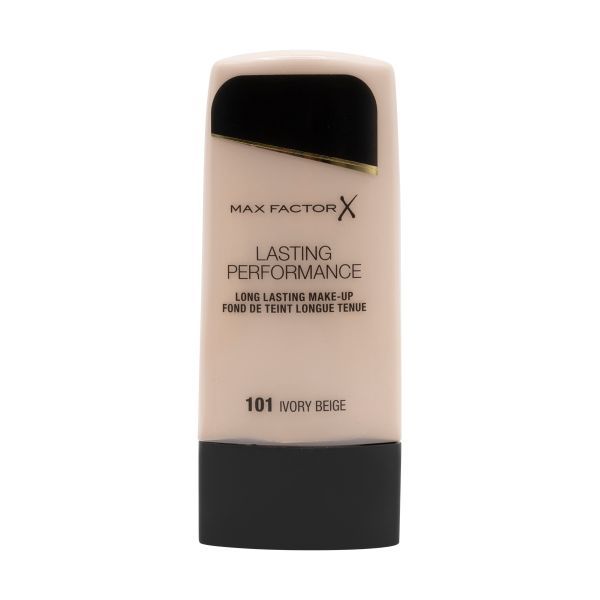 MAX FACTOR X
LASTING
PERFORMANCE
LONG LASTING MAKE-UP
FOND DE TEINT LONGUE TENUE
101 IVORY BEIGE